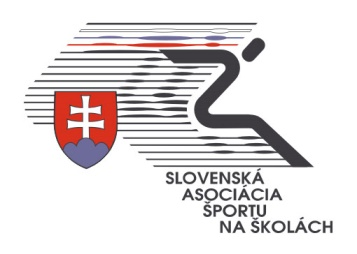 SLOVENSKÁ
ASOCIÁCIA
ŠPORTU
NA ŠKOLÁCH